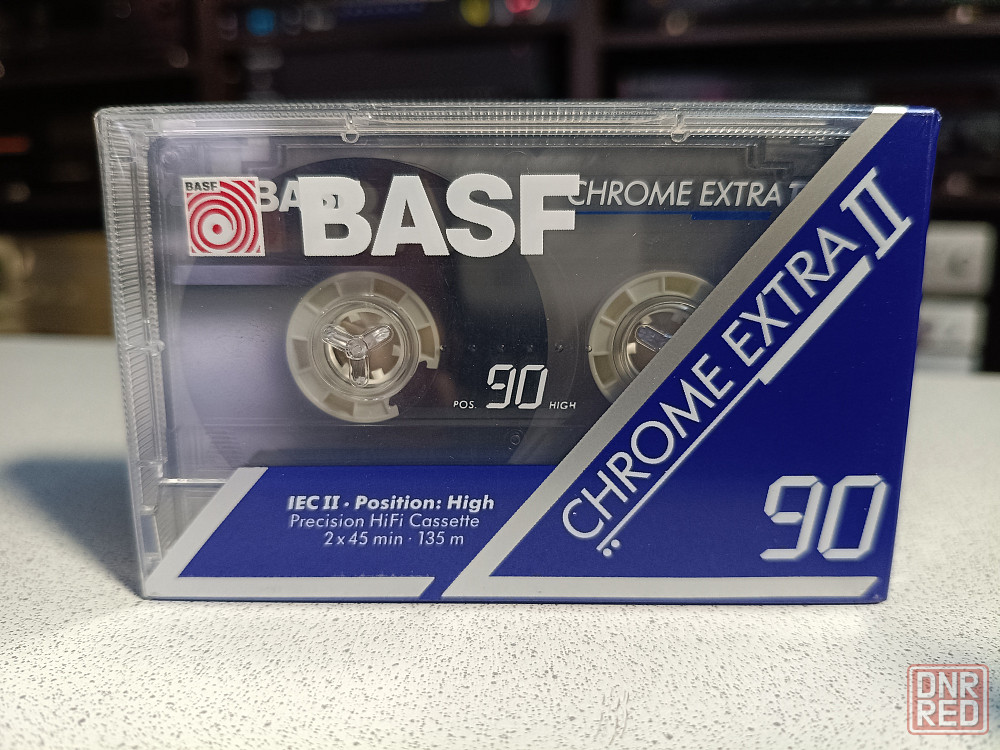 BASF
BASF
BASF
CHROME EXTRA
CHROME EXTRA II
POS. 90 HIGH
IEC II · Position: High
Precision HiFi Cassette
2 x 45 min · 135 m
90
DNR
RED